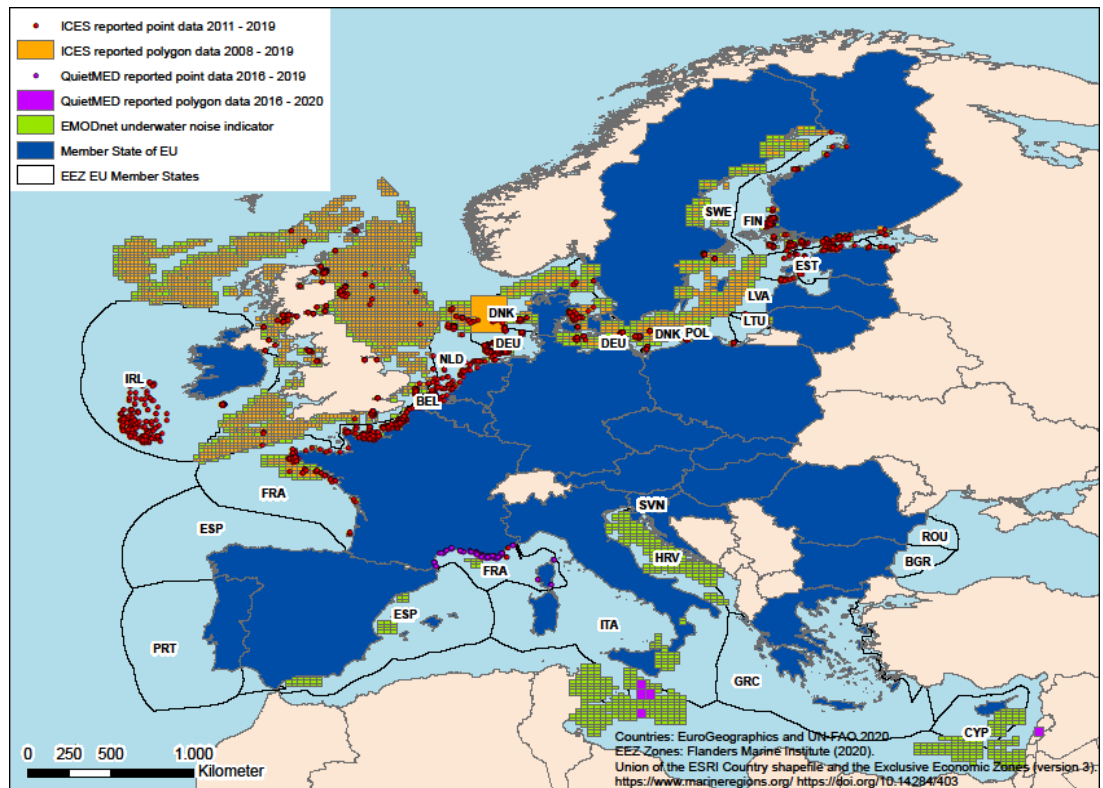 ICES reported point data 2011 - 2019
ICES reported polygon data 2008 - 2019
QuietMED reported point data 2016 - 2019
QuietMED reported polygon data 2016 - 2020
EMODnet underwater noise indicator
Member State of EU
EEZ EU Member States
SWE
FIN
EST
LVA
LTU
DNK
DEU
DEU
DNK
POL
NLD
BEL
IRL
FRA
ESP
SVN
HRV
ROU
BGR
FRA
ESP
ITA
PRT
GRC
CYP
0 250 500 1.000
Kilometer
Countries: EuroGeographics and UN-FAO 2020
EEZ Zones: Flanders Marine Institute (2020).
Union of the ESRI Country shapefile and the Exclusive Economic Zones (version 3).
https://www.marineregions.org/ https://doi.org/10.14284/403